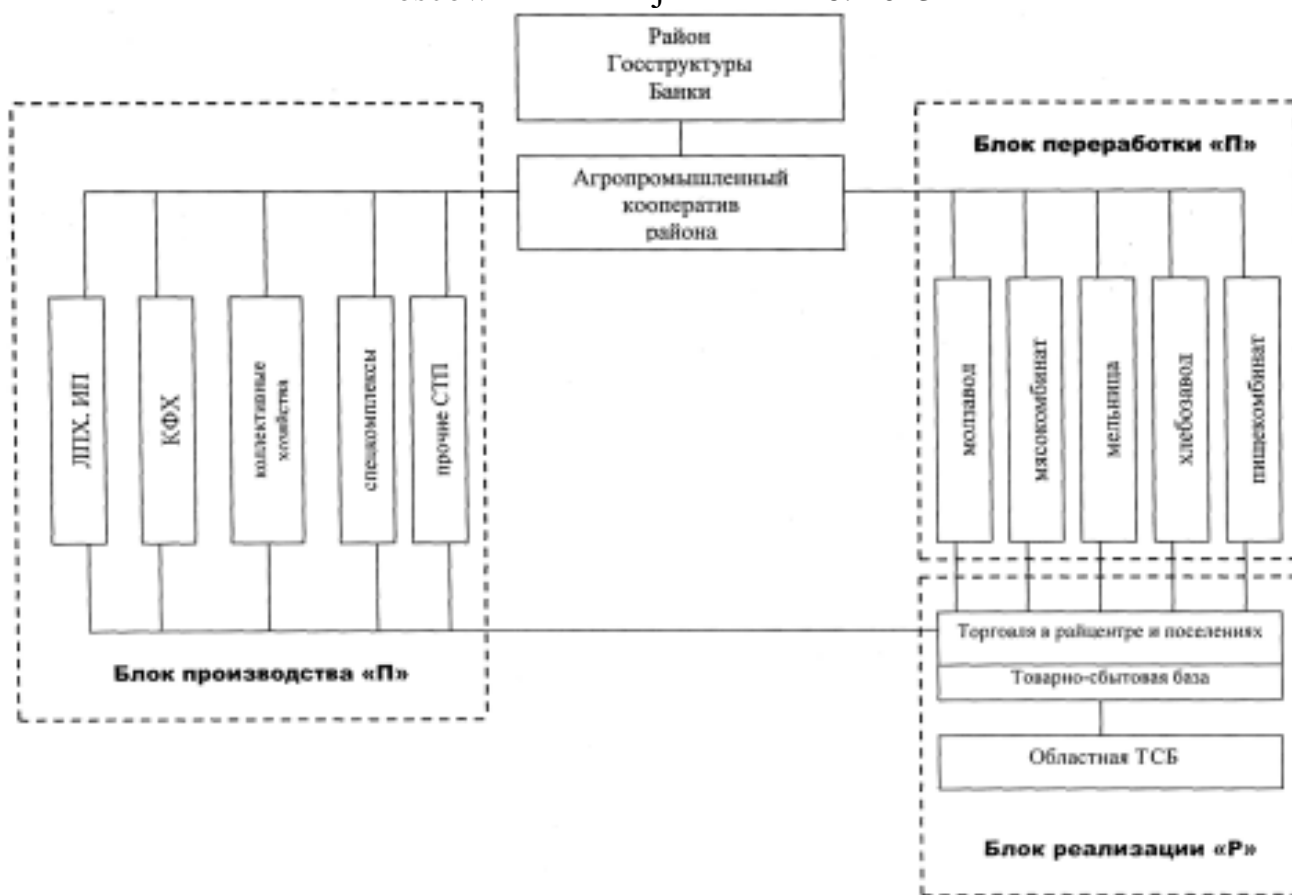 Район
Госструктуры
Банки
Агропромышленный
кооператив
района
Блок переработки «П»
ЛПХ. ИП
КФХ
коллективные
хозяйства
спецкомплексы
прочие СТП
молзавод
мясокомбинат
мельница
хлебозавод
пищекомбинат
Торговля в райцентре и поселениях
Товарно-сбытовая база
Областная ТСБ
Блок производства «П»
Блок реализации «Р»